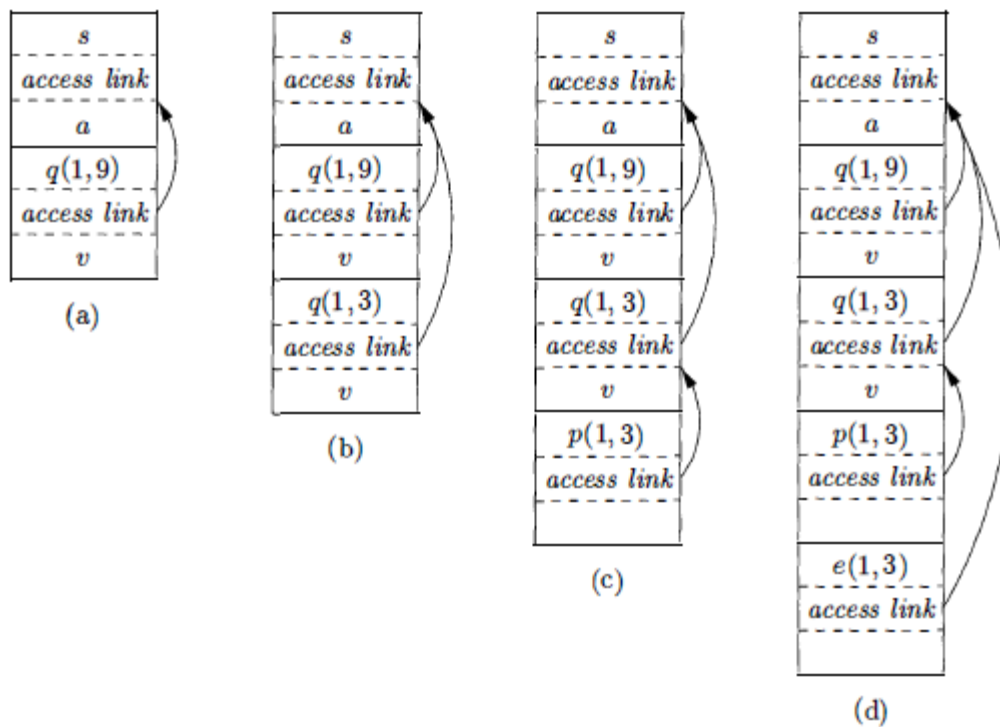 s
access link
a
q(1,9)
access link
v
(a)
s
access link
a
q(1,9)
access link
v
q(1,3)
access link
v
(b)
s
access link
a
q(1,9)
access link
v
q(1,3)
access link
v
p(1,3)
access link
(c)
s
access link
a
q(1,9)
access link
v
q(1,3)
access link
v
p(1,3)
access link
e(1,3)
access link
(d)